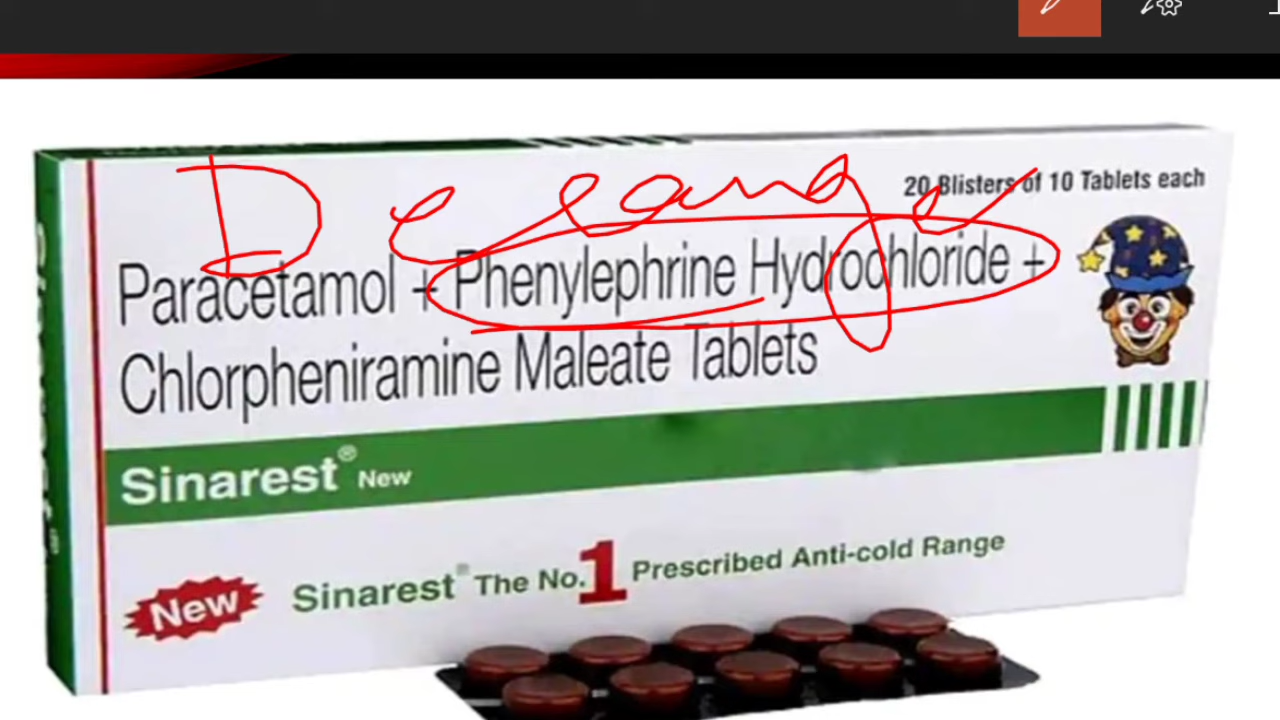 20 Blisters of 10 Tablets each
Paracetamol + Phenylephrine Hydrochloride +
Chlorpheniramine Maleate Tablets
Sinarest® New
New Sinarest® The No.1 Prescribed Anti-cold Range